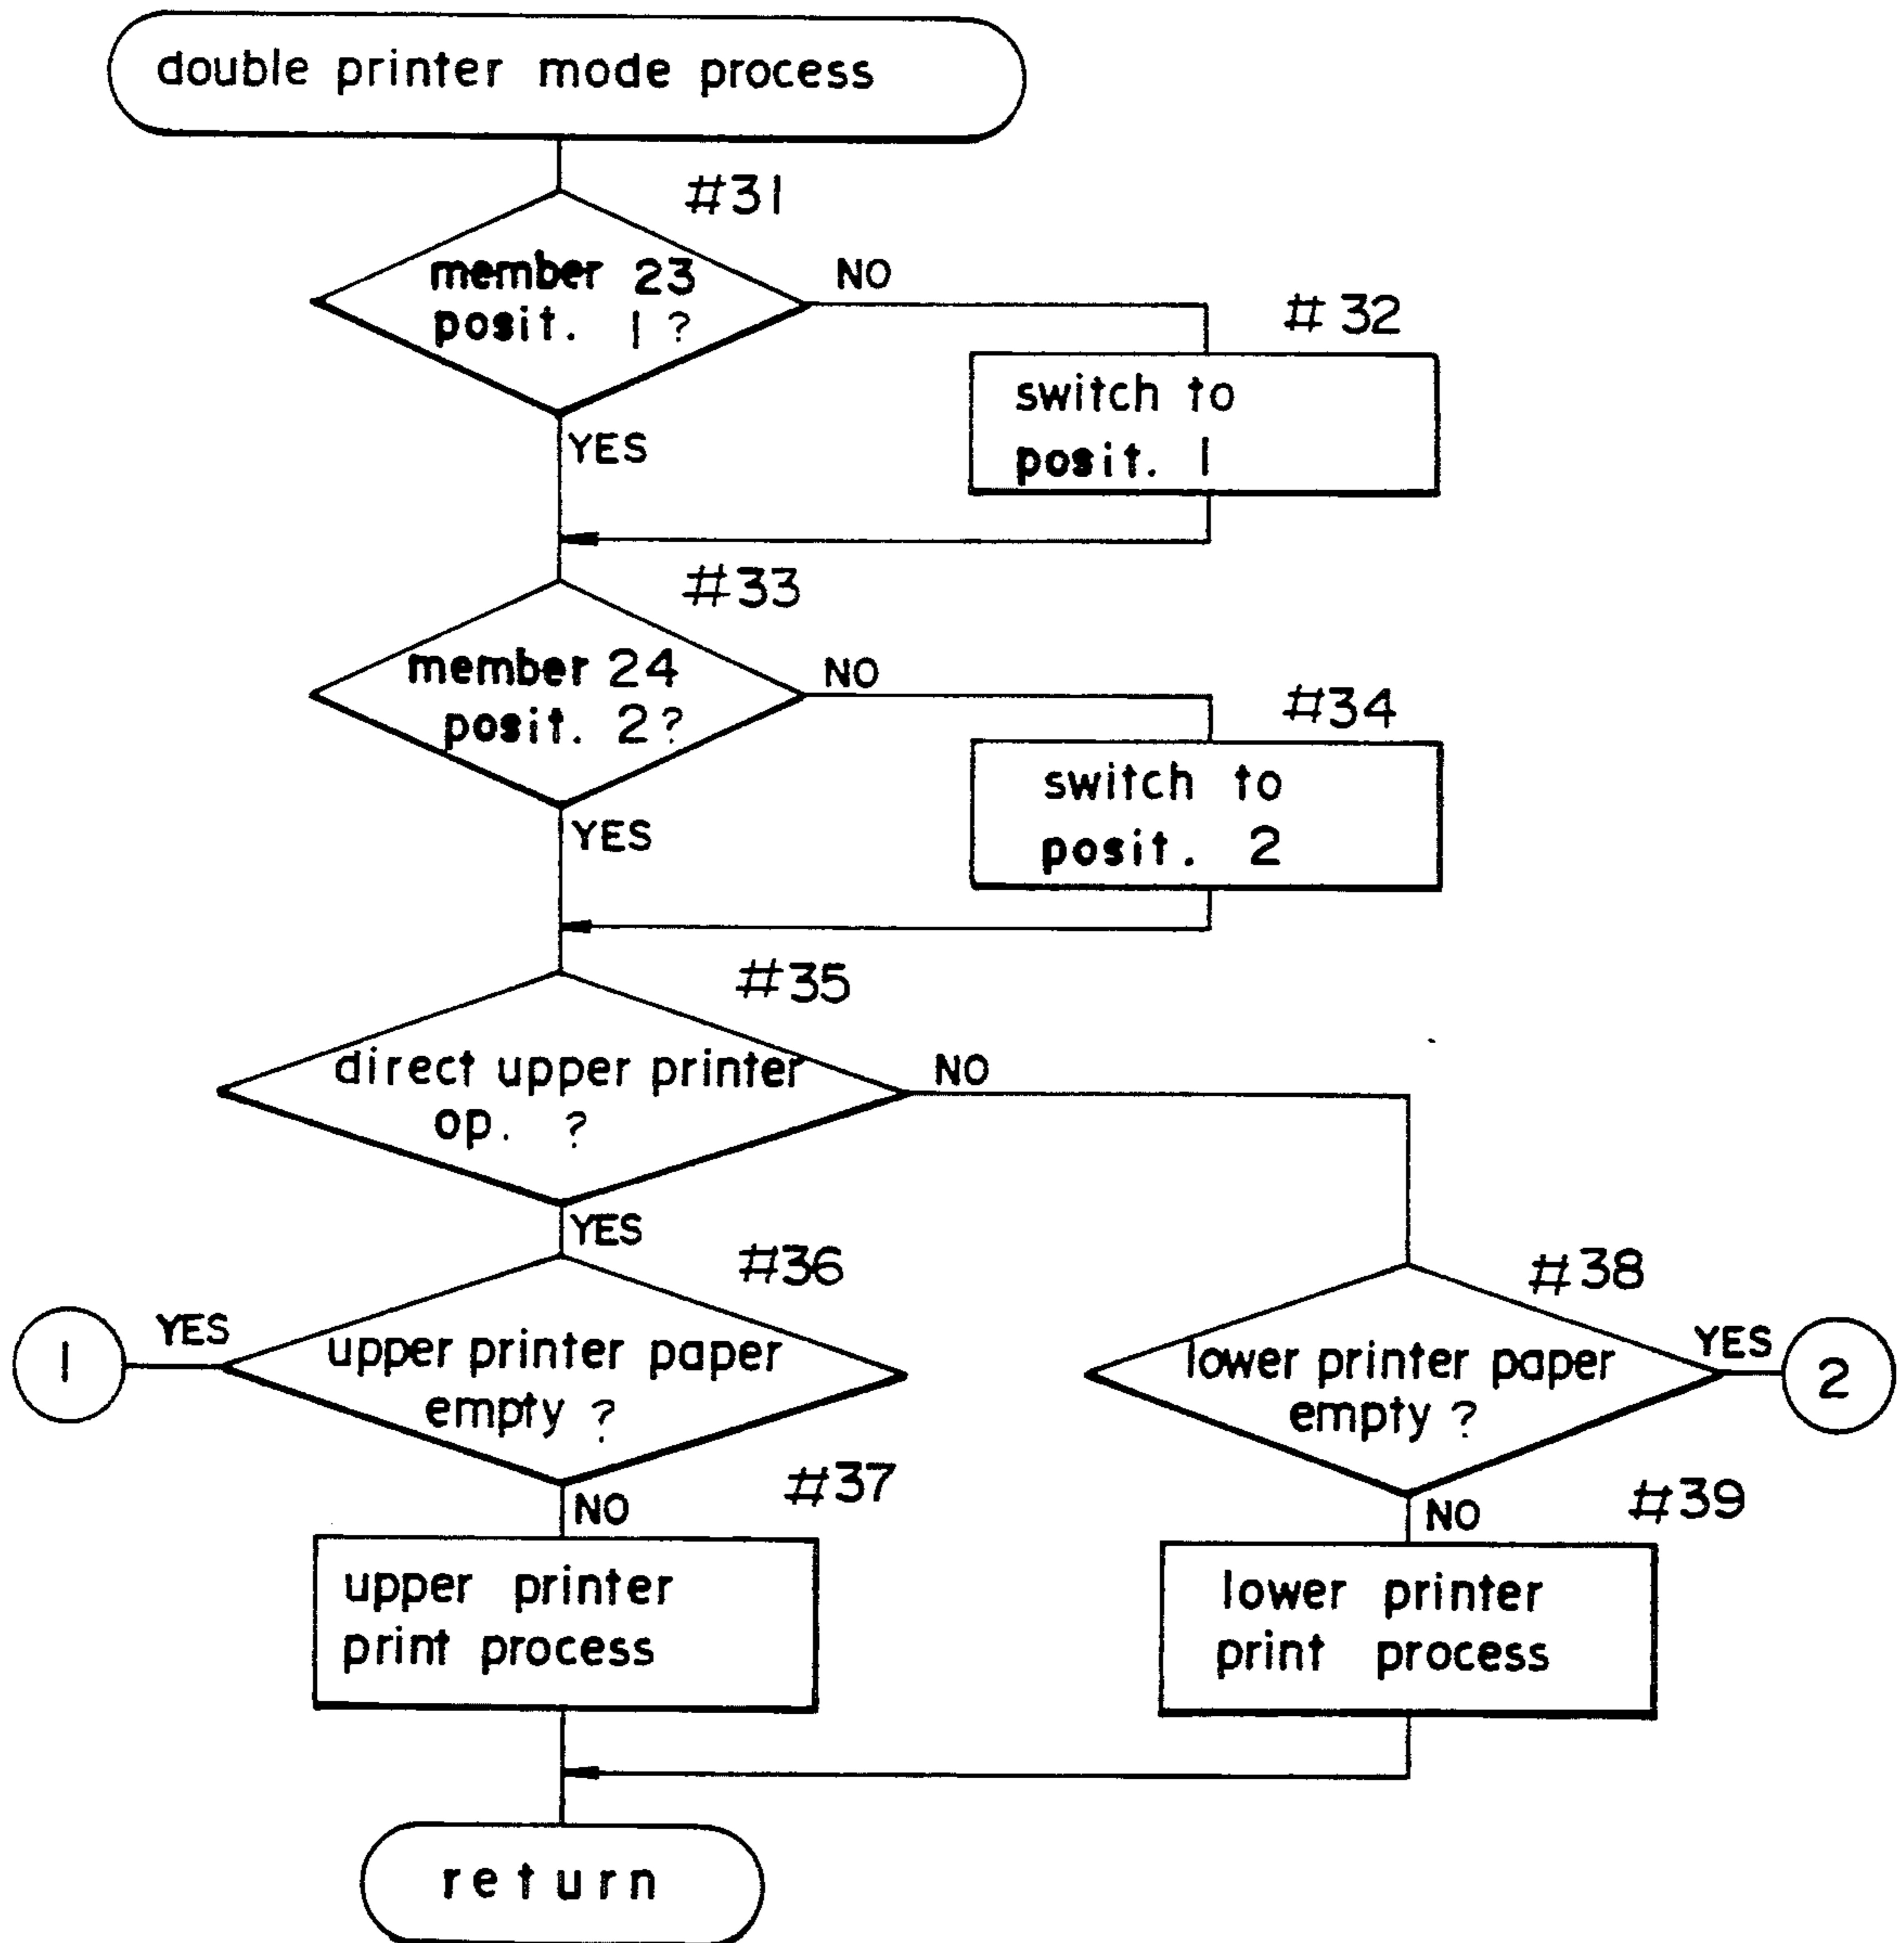 double printer mode process
#31
member 23
posit. 1 ?
NO
#32
switch to
posit. 1
YES
#33
member 24
posit. 2?
NO
#34
switch to
posit. 2
YES
#35
direct upper printer
op. ?
NO
YES
#36
#38
1
YES
upper printer paper
empty ?
lower printer paper
empty ?
YES
2
#37
NO
#39
NO
upper printer
print process
lower printer
print process
return